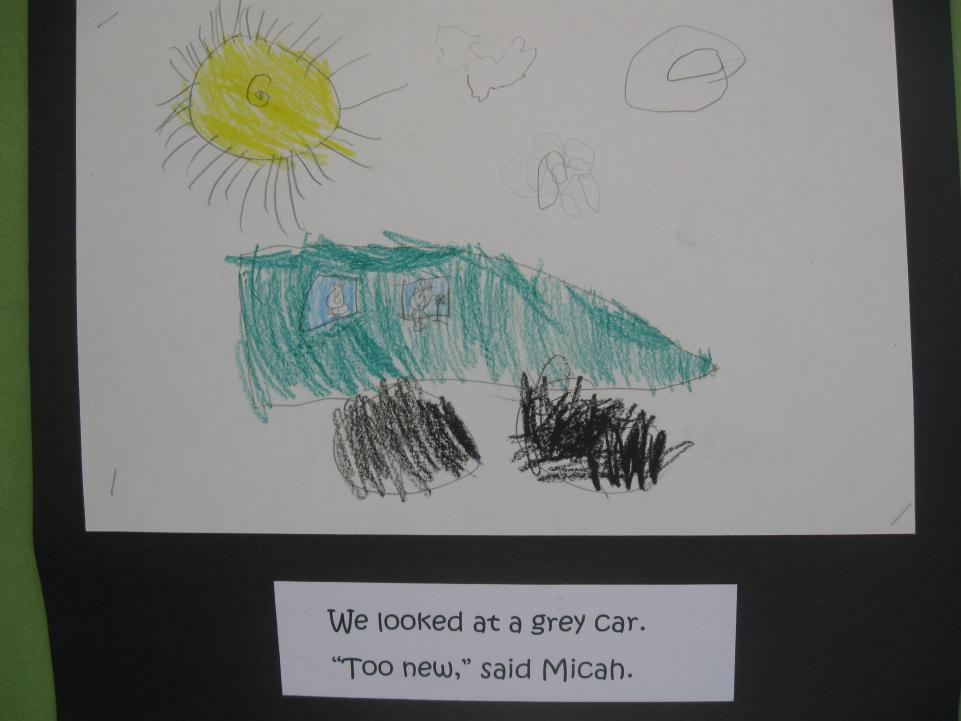 We looked at a grey car.
“Too new,” said Micah.